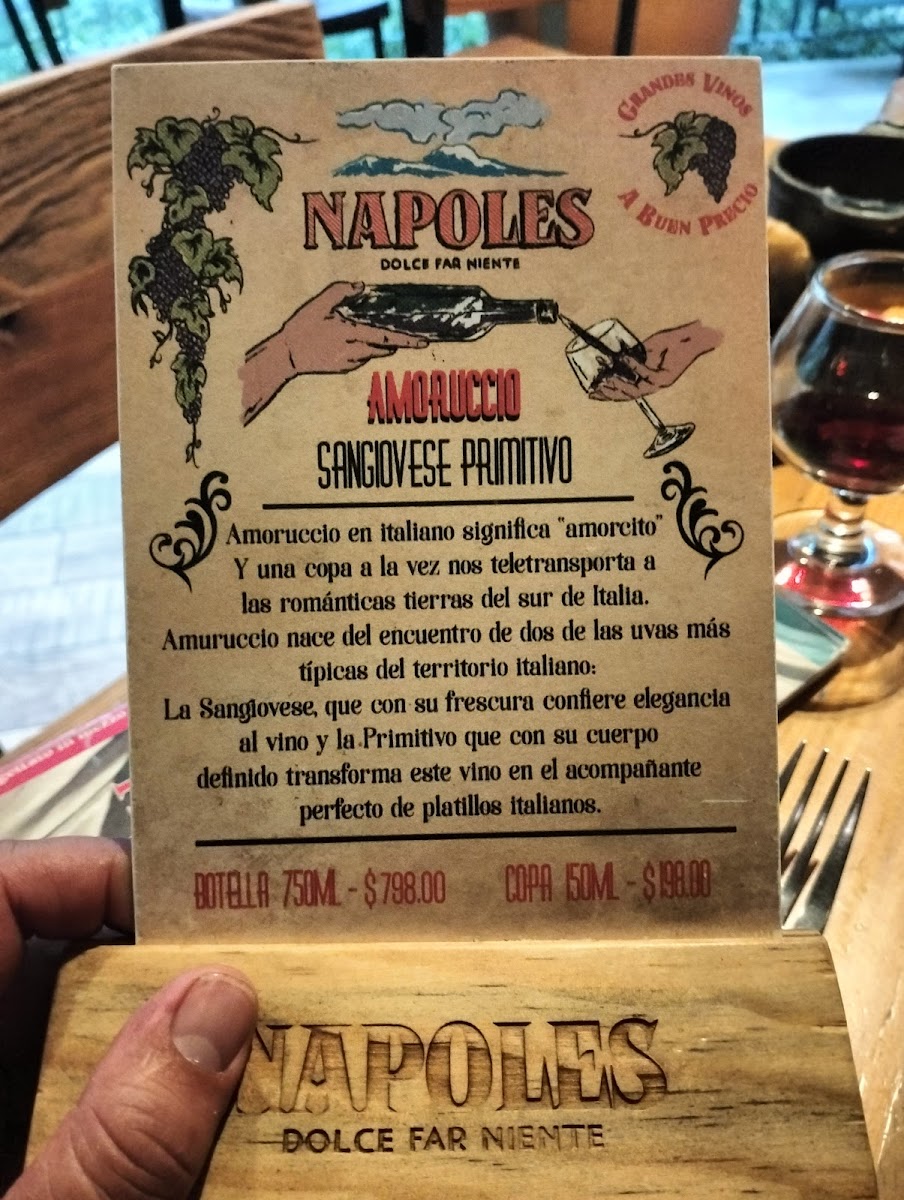 GRANDES VINOS
A BUEN PRECIO
NAPOLES
DOLCE FAR NIENTE
AMORUCCIO
SANGIOVESE PRIMITIVO
Amoruccio en italiano significa "amorcito"
Y una copa a la vez nos teletransporta a
las románticas tierras del sur de Italia.
Amuruccio nace del encuentro de dos de las uvas más
típicas del territorio italiano:
La Sangiovese, que con su frescura confiere elegancia
al vino y la Primitivo que con su cuerpo
definido transforma este vino en el acompañante
perfecto de platillos italianos.
BOTELLA 750ML - $798.00 COPA 150ML - $198.00
NAPOLES
DOLCE FAR NIENTE